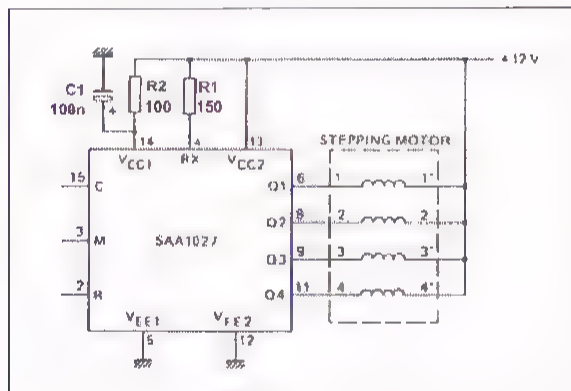 +12V
C1
100n
+
R2
100
R1
150
14
4
13
STEPPING MOTOR
VCC1
RX
VCC2
15
C
Q1
6
1
1'
Q2
8
2
2'
3
M
SAA1027
Q3
9
3
3'
2
R
Q4
11
4
4'
VEE1
VEE2
5
12